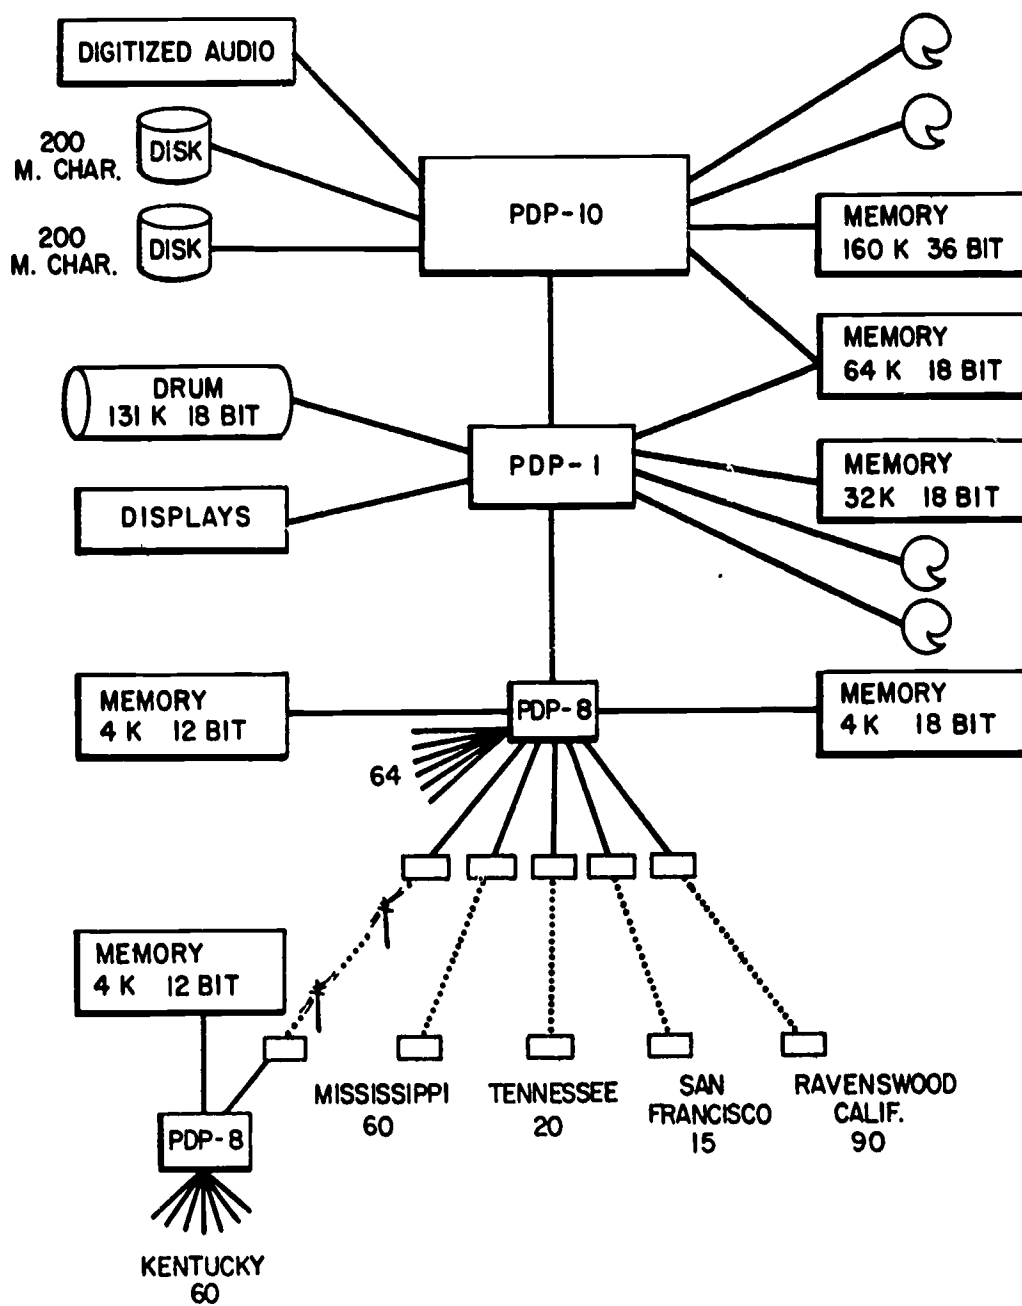 DIGITIZED AUDIO
200
M. CHAR.
DISK
200
M. CHAR.
DISK
PDP-10
MEMORY
160 K 36 BIT
MEMORY
64 K 18 BIT
DRUM
131 K 18 BIT
PDP-1
MEMORY
32K 18 BIT
DISPLAYS
MEMORY
4 K 12 BIT
PDP-8
MEMORY
4 K 18 BIT
64
MEMORY
4 K 12 BIT
MISSISSIPPI
60
TENNESSEE
20
SAN
FRANCISCO
15
RAVENSWOOD
CALIF.
90
PDP-8
KENTUCKY
60